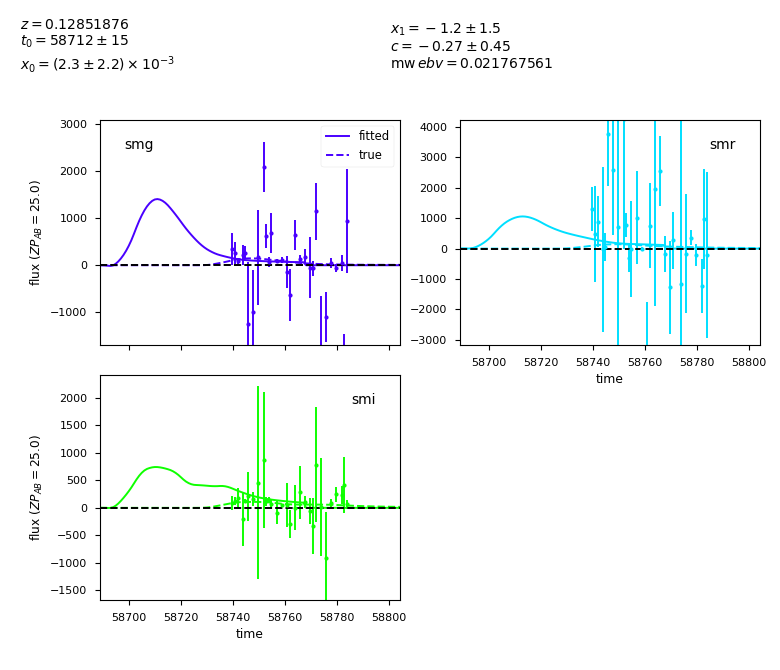 z = 0.12851876
t₀ = 58712 ± 15
x₀ = (2.3 ± 2.2) × 10⁻³
x₁ = −1.2 ± 1.5
c = −0.27 ± 0.45
mwebv = 0.021767561
smg
fitted
true
3000
2000
1000
0
−1000
flux (ZP_AB = 25.0)
smr
4000
3000
2000
1000
0
−1000
−2000
−3000
58700 58720 58740 58760 58780 58800
time
smi
2000
1500
1000
500
0
−500
−1000
−1500
flux (ZP_AB = 25.0)
58700 58720 58740 58760 58780 58800
time